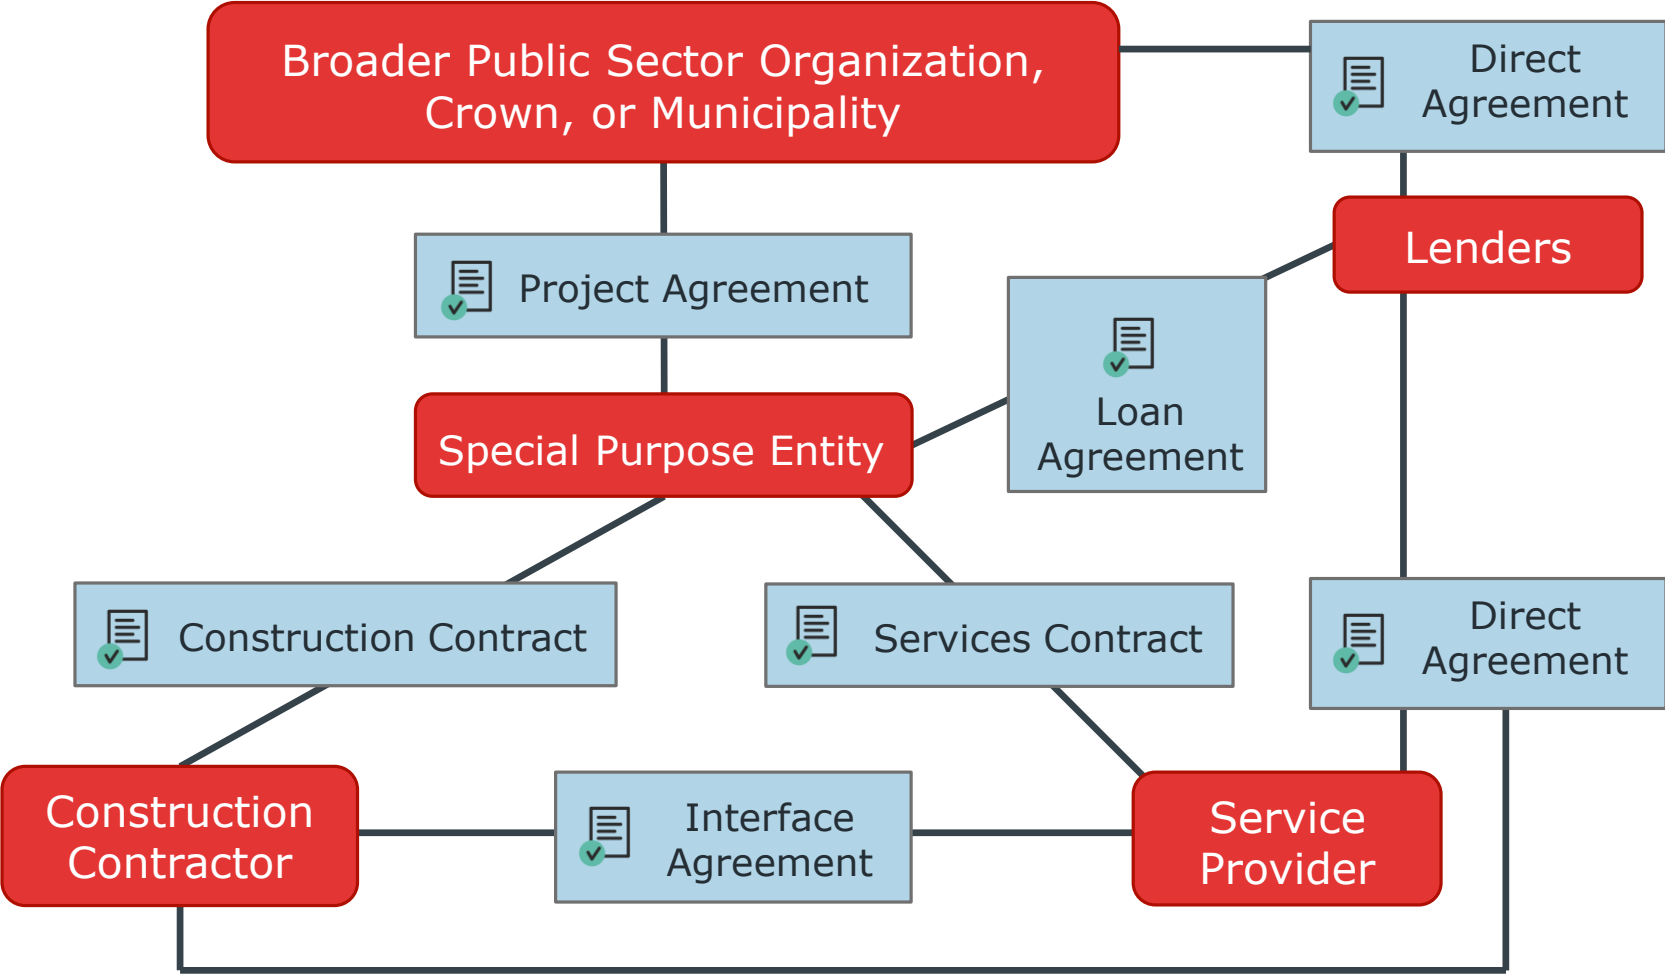 Broader Public Sector Organization,
Crown, or Municipality
Direct
Agreement
Lenders
Project Agreement
Loan
Agreement
Special Purpose Entity
Construction Contract
Services Contract
Direct
Agreement
Construction
Contractor
Interface
Agreement
Service
Provider